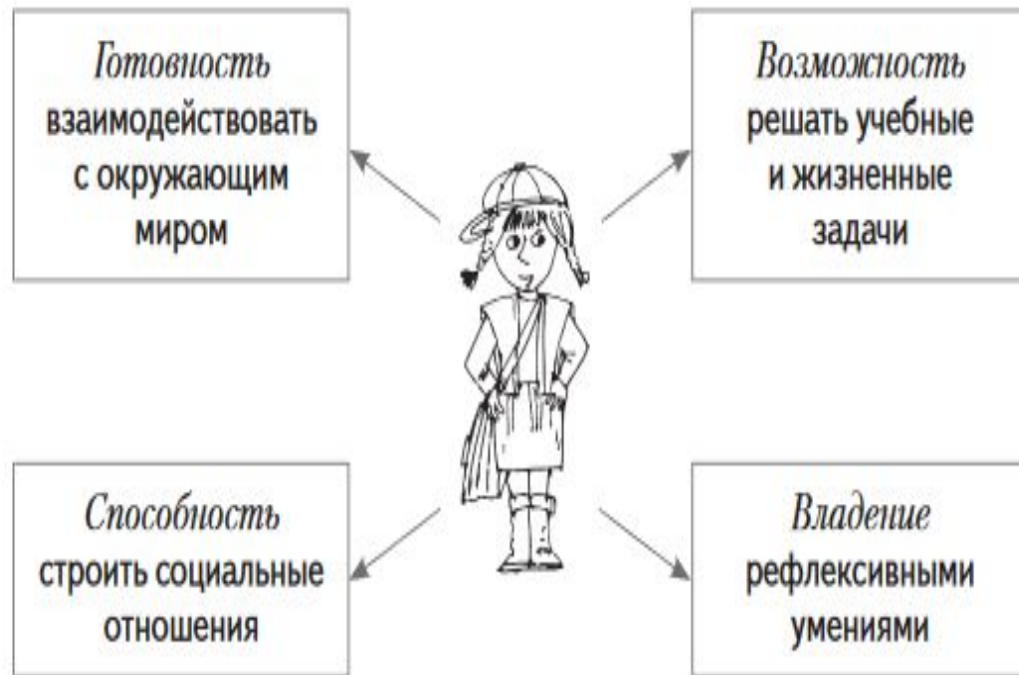 Готовность
взаимодействовать
с окружающим
миром
Возможность
решать учебные
и жизненные
задачи
Способность
строить социальные
отношения
Владение
рефлексивными
умениями